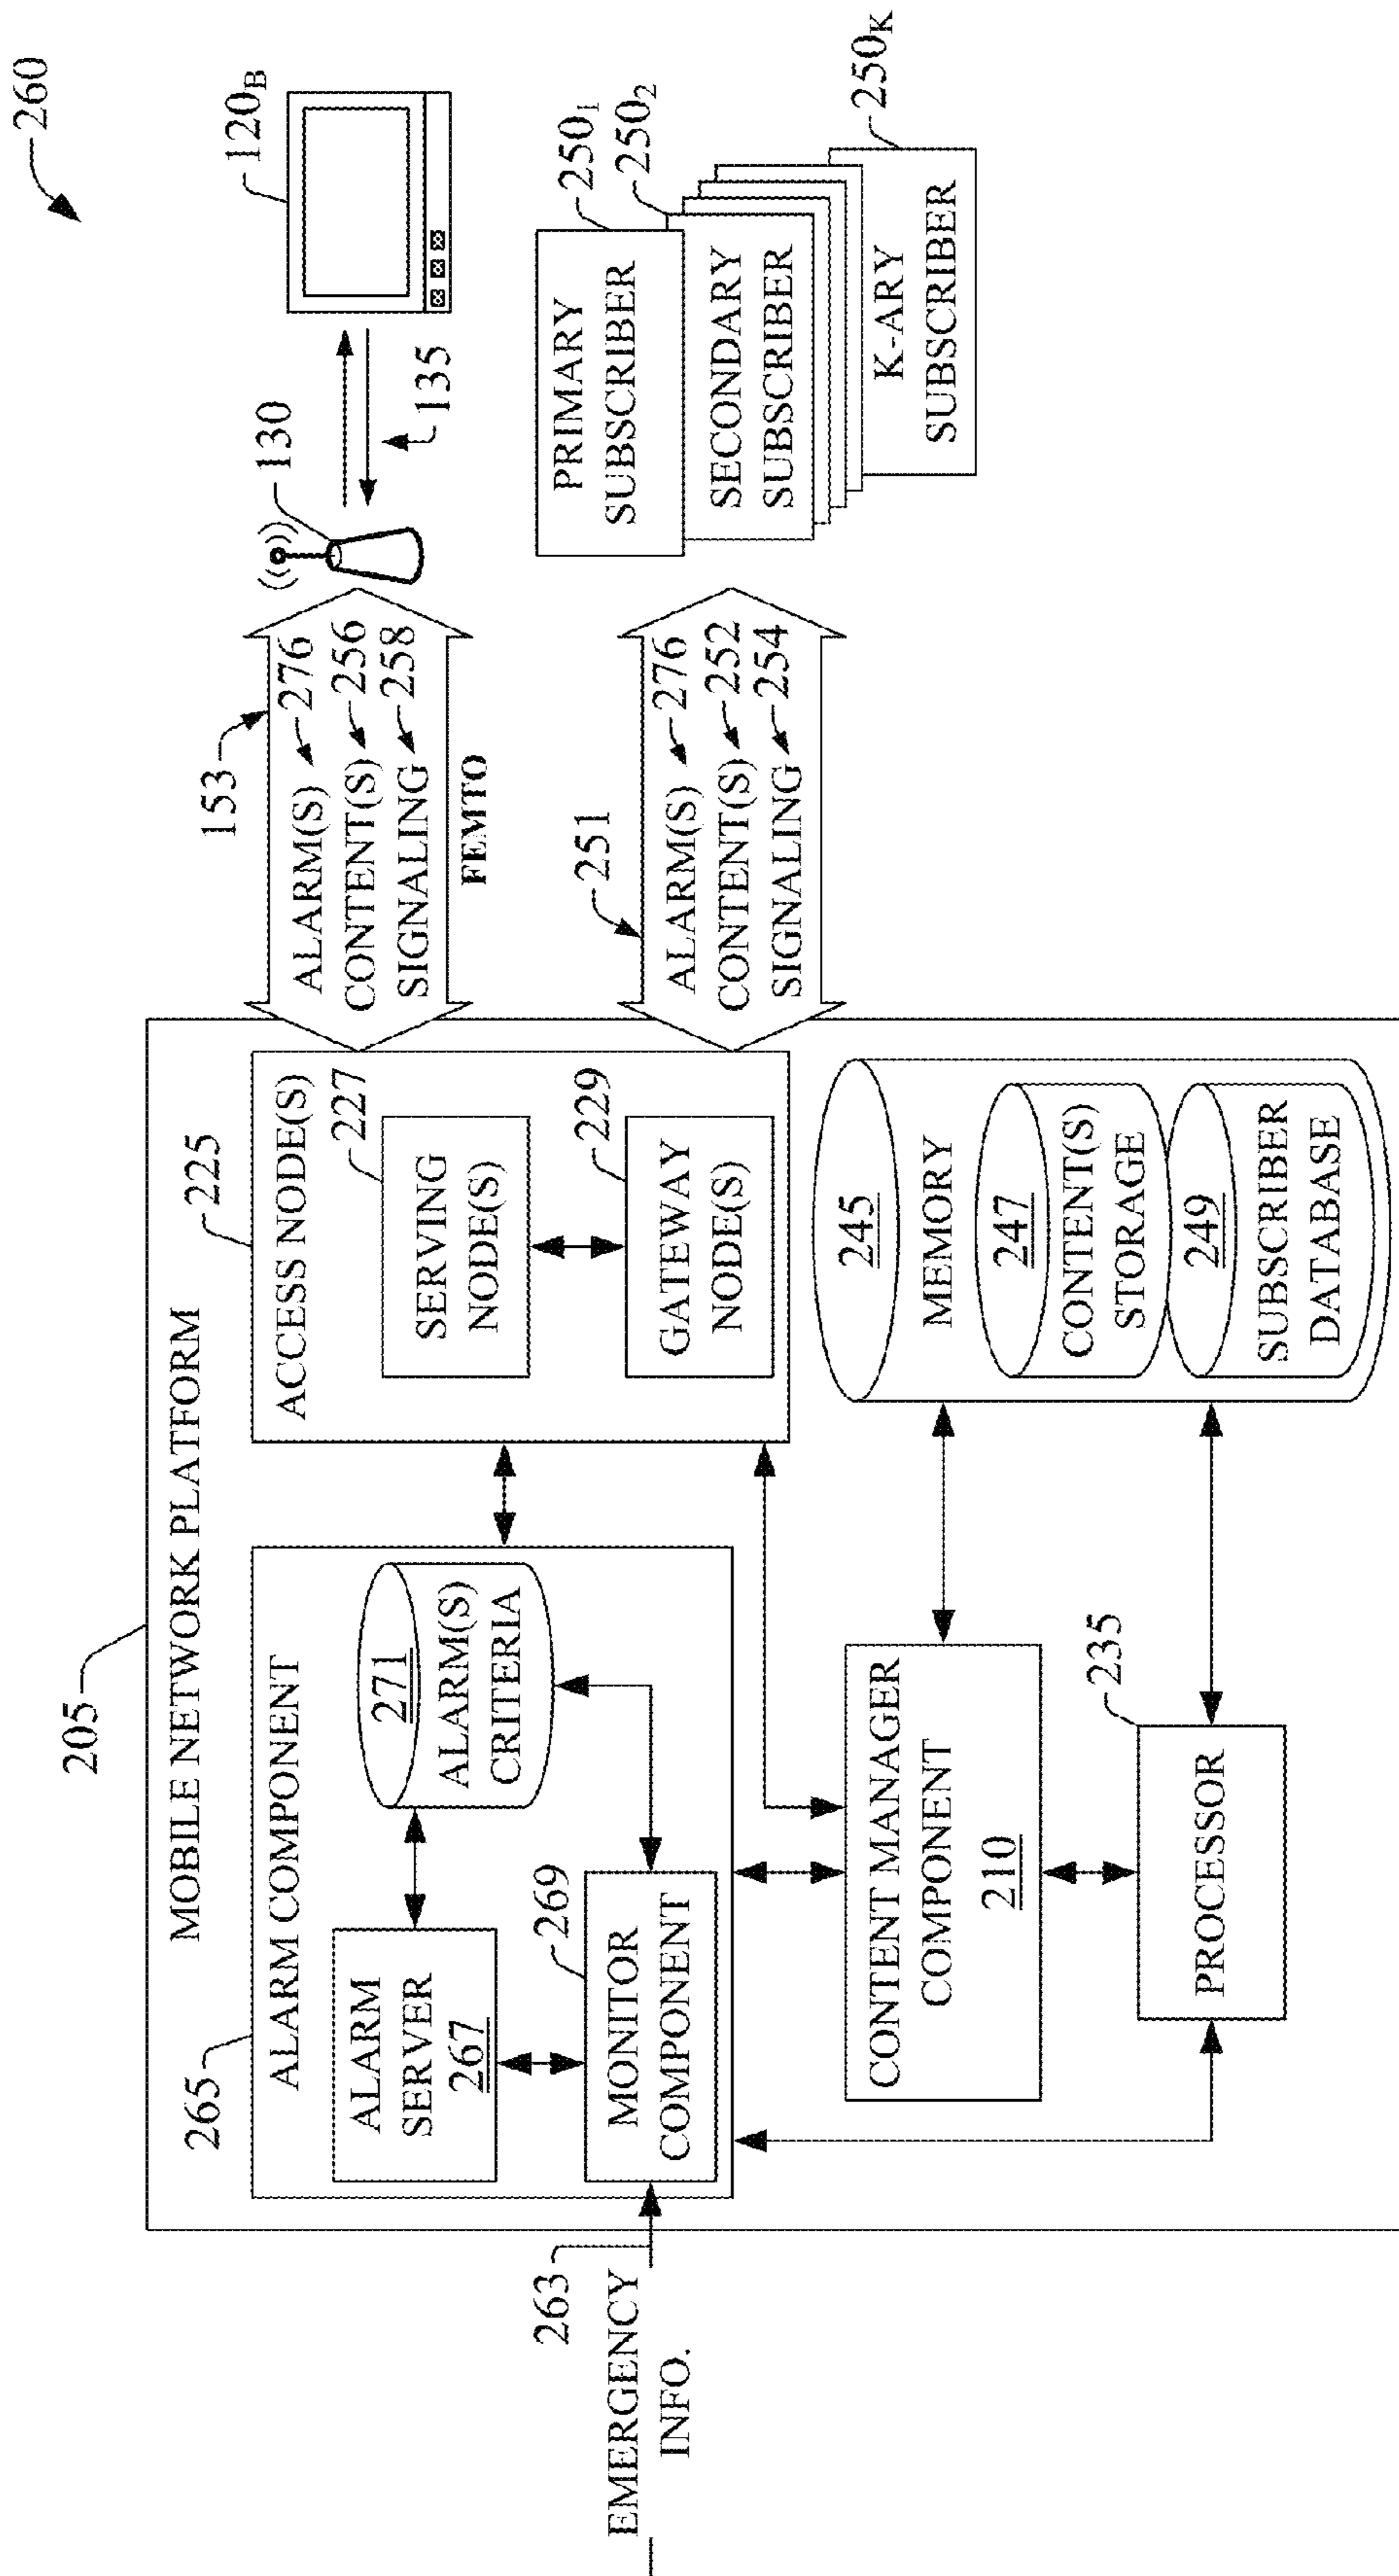 260
205
MOBILE NETWORK PLATFORM
265
ALARM COMPONENT
ALARM
SERVER
267
271
ALARM(S)
CRITERIA
269
MONITOR
COMPONENT
263
EMERGENCY
INFO.
225
ACCESS NODE(S)
227
SERVING
NODE(S)
229
GATEWAY
NODE(S)
CONTENT MANAGER
COMPONENT
210
235
PROCESSOR
245
MEMORY
247
CONTENT(S)
STORAGE
249
SUBSCRIBER
DATABASE
153
ALARM(S) 276
CONTENT(S) 256
SIGNALING 258
FEMTO
130
135
120B
251
ALARM(S) 276
CONTENT(S) 252
SIGNALING 254
PRIMARY
SUBSCRIBER
2501
2502
SECONDARY
SUBSCRIBER
250K
K-ARY
SUBSCRIBER